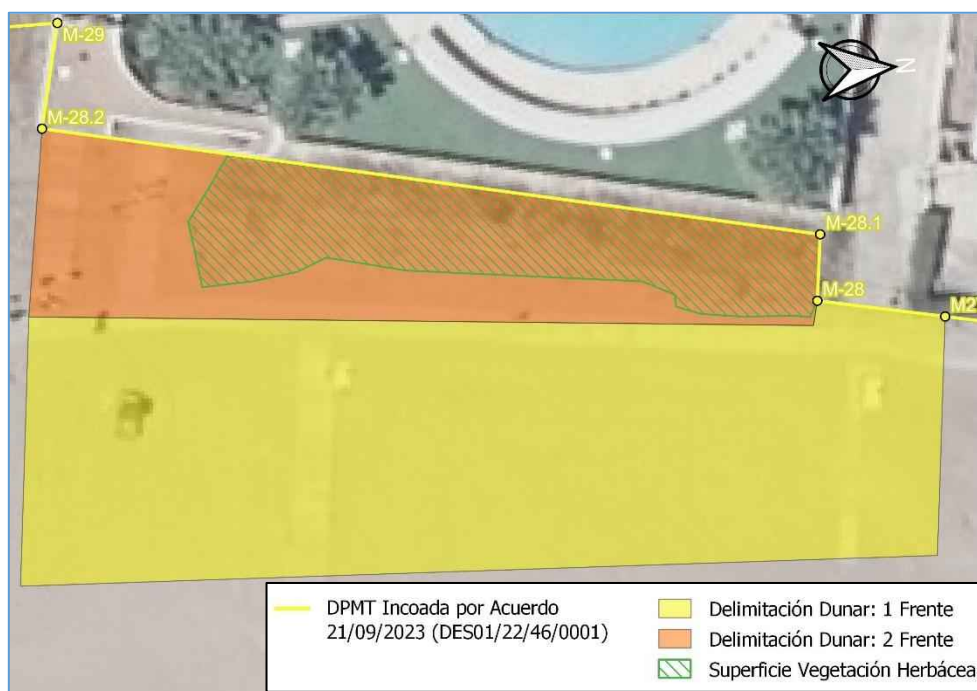 M-29
N
M-28.2
M-28.1
M-28
M2
DPMT Incoada por Acuerdo
21/09/2023 (DES01/22/46/0001)
Delimitación Dunar: 1 Frente
Delimitación Dunar: 2 Frente
Superficie Vegetación Herbácea